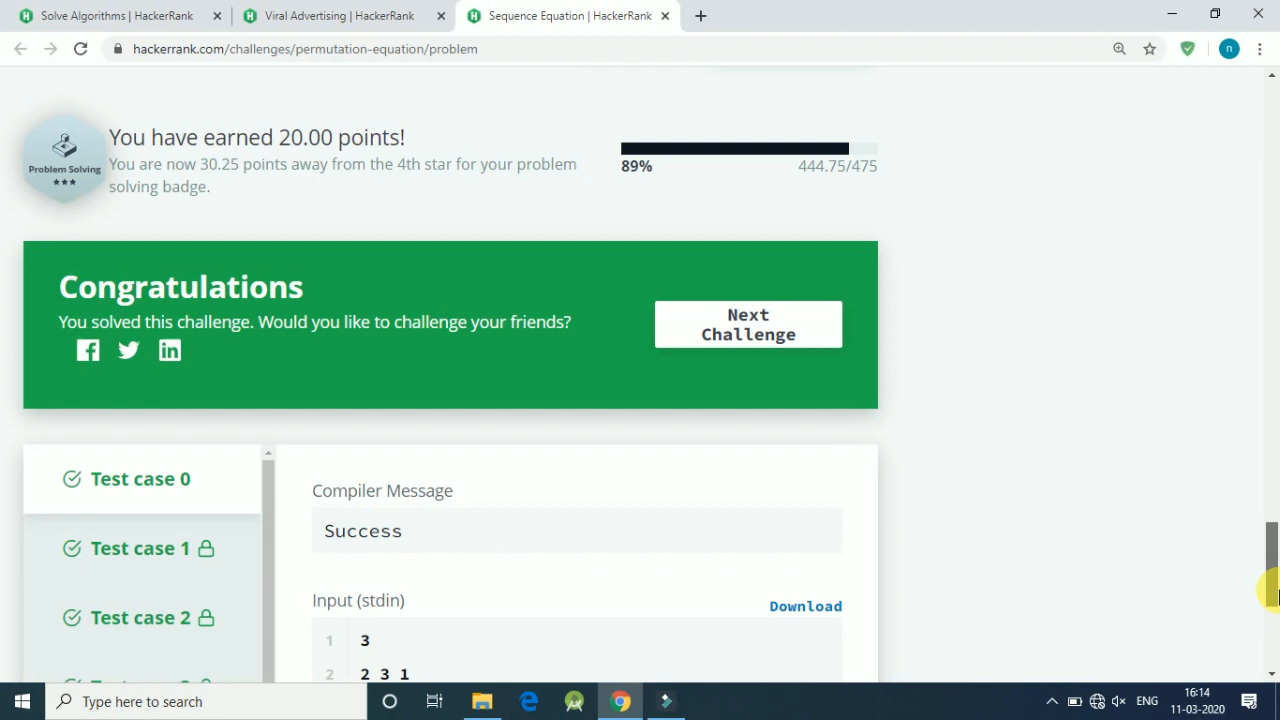 Solve Algorithms | HackerRank
Viral Advertising | HackerRank
Sequence Equation | HackerRank
hackerrank.com/challenges/permutation-equation/problem
n
Problem Solving
You have earned 20.00 points!
You are now 30.25 points away from the 4th star for your problem
solving badge.
89%
444.75/475
Congratulations
You solved this challenge. Would you like to challenge your friends?
Next
Challenge
Test case 0
Test case 1
Test case 2
Compiler Message
Success
Input (stdin)
Download
1 3
2 2 3 1
Type here to search
ENG
16:14
11-03-2020